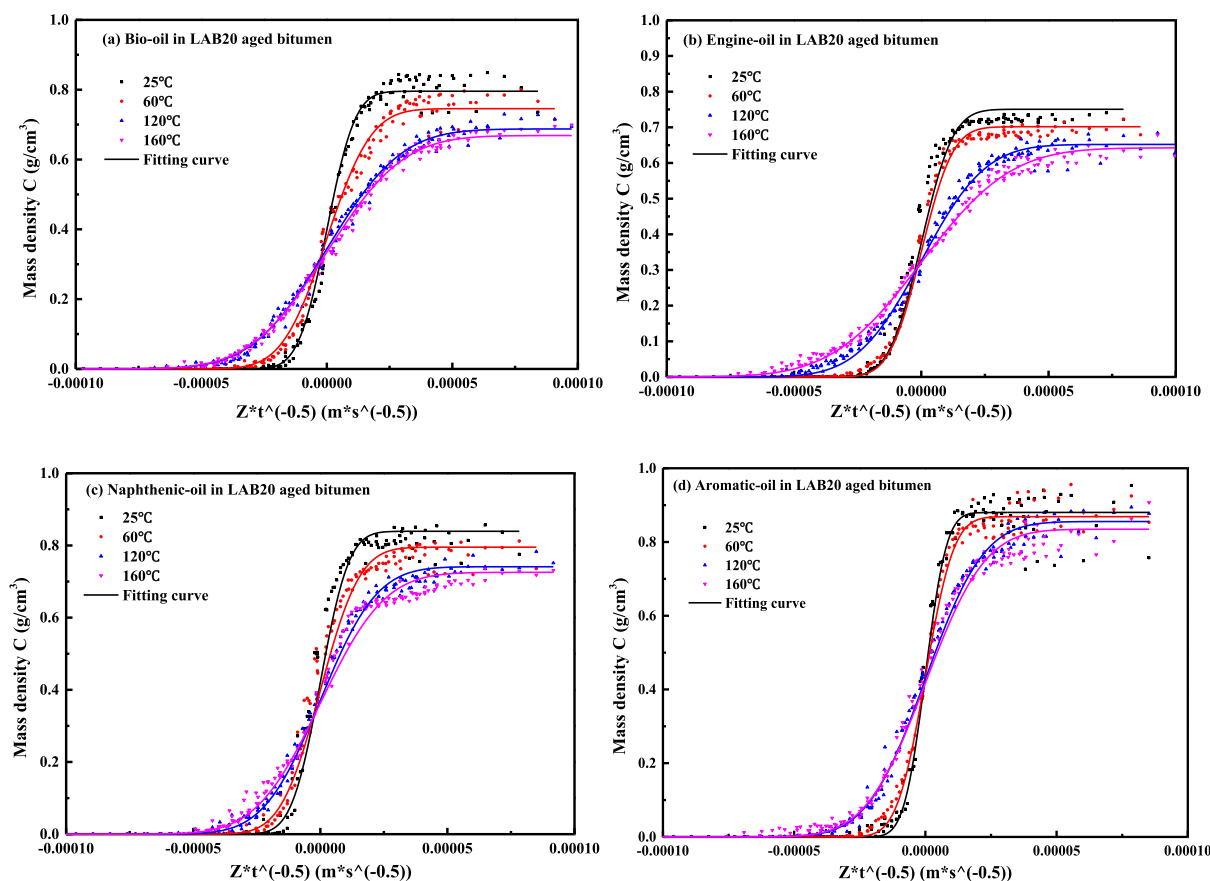 (a) Bio-oil in LAB20 aged bitumen
25℃
60℃
120℃
160℃
Fitting curve
Mass density C (g/cm³)
1.0
0.8
0.6
0.4
0.2
0.0
-0.00010 -0.00005 0.00000 0.00005 0.00010
Z*t^(-0.5) (m*s^(-0.5))
(b) Engine-oil in LAB20 aged bitumen
25℃
60℃
120℃
160℃
Fitting curve
Mass density C (g/cm³)
1.0
0.9
0.8
0.7
0.6
0.5
0.4
0.3
0.2
0.1
0.0
-0.00010 -0.00005 0.00000 0.00005 0.00010
Z*t^(-0.5) (m*s^(-0.5))
(c) Naphthenic-oil in LAB20 aged bitumen
25℃
60℃
120℃
160℃
Fitting curve
Mass density C (g/cm³)
1.0
0.8
0.6
0.4
0.2
0.0
-0.00010 -0.00005 0.00000 0.00005 0.00010
Z*t^(-0.5) (m*s^(-0.5))
(d) Aromatic-oil in LAB20 aged bitumen
25℃
60℃
120℃
160℃
Fitting curve
Mass density C (g/cm³)
1.0
0.8
0.6
0.4
0.2
0.0
-0.00010 -0.00005 0.00000 0.00005 0.00010
Z*t^(-0.5) (m*s^(-0.5))